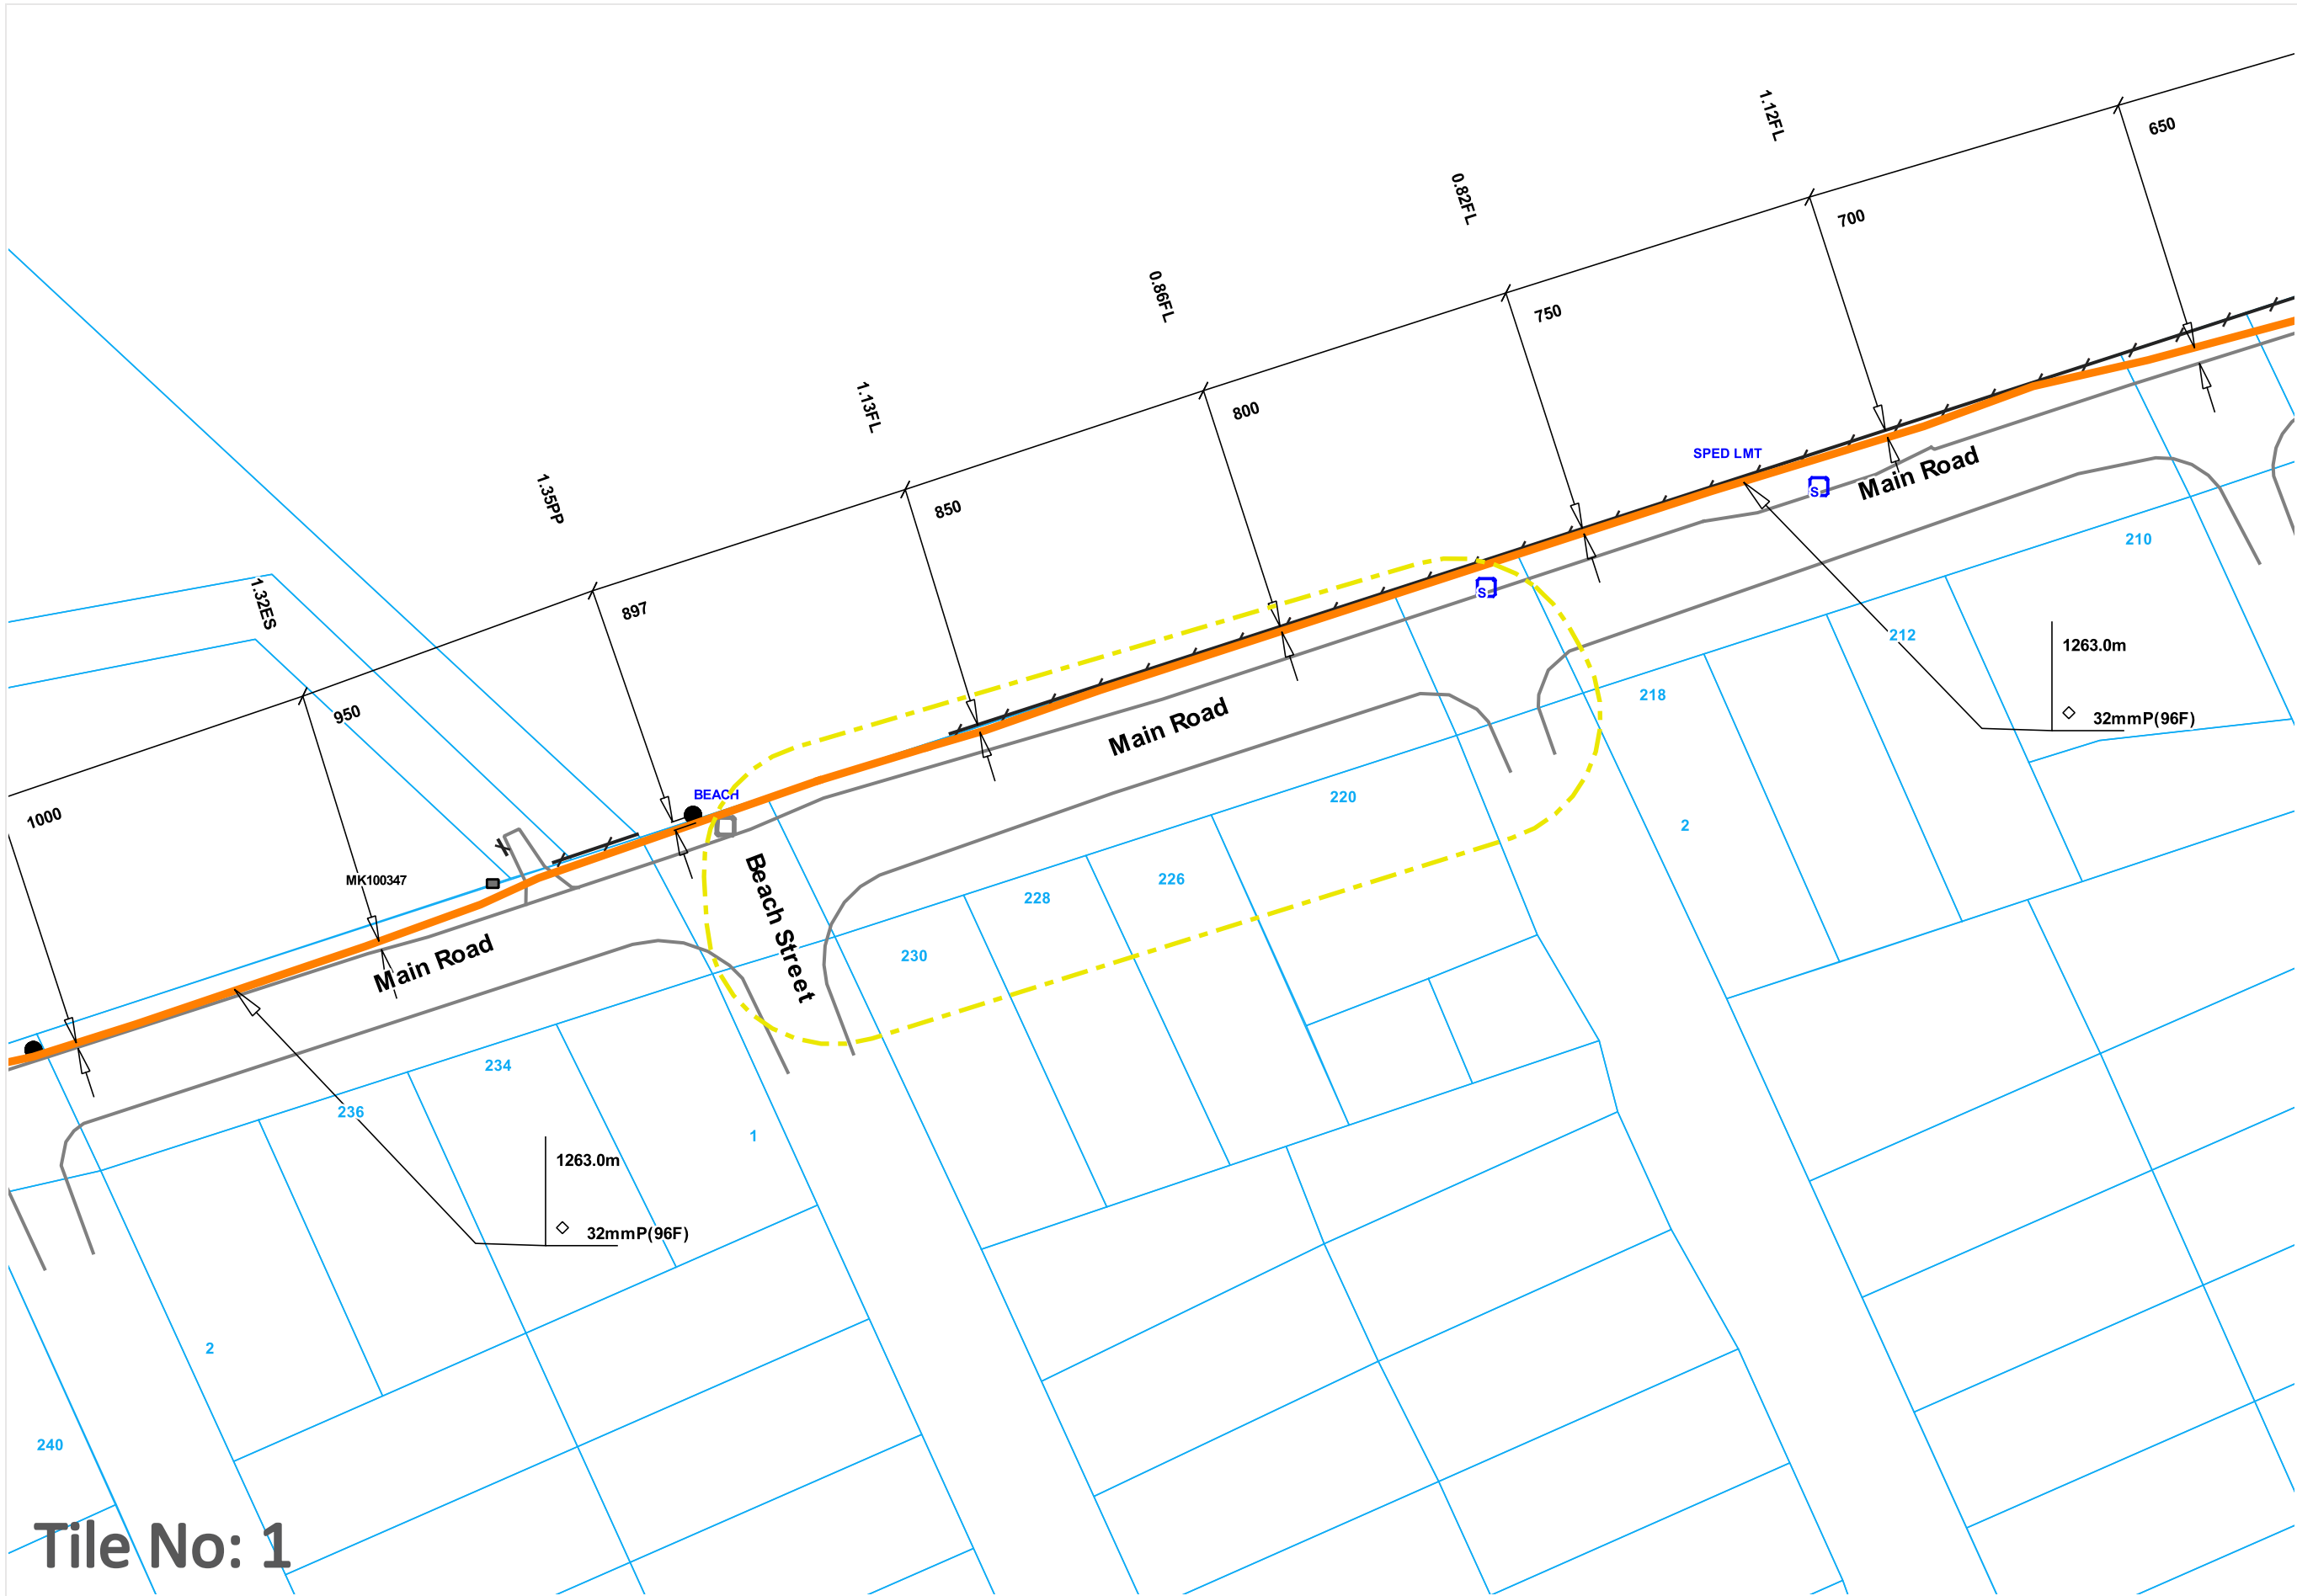 1.12FL
650
0.82FL
700
0.86FL
750
1.13FL
800
1.35PP
850
1.32ES
897
950
1000
SPED LMT
S
Main Road
S
210
212
1263.0m
32mmP(96F)
218
Main Road
BEACH
220
2
MK100347
Beach Street
226
228
230
Main Road
234
236
1
1263.0m
32mmP(96F)
2
240
Tile No: 1